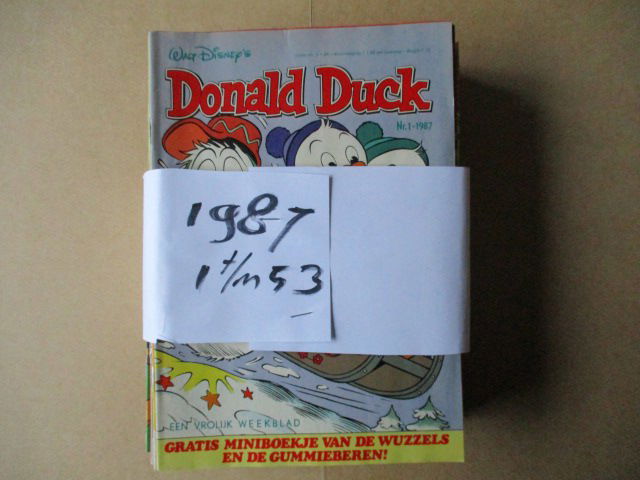 WALT DISNEY'S
Donald Duck
Nr. 1-1987
1987
1 t/m 53
EEN VROLIJK WEEKBLAD
GRATIS MINIBOEKJE VAN DE WUZZELS
EN DE GUMMIEBEREN!